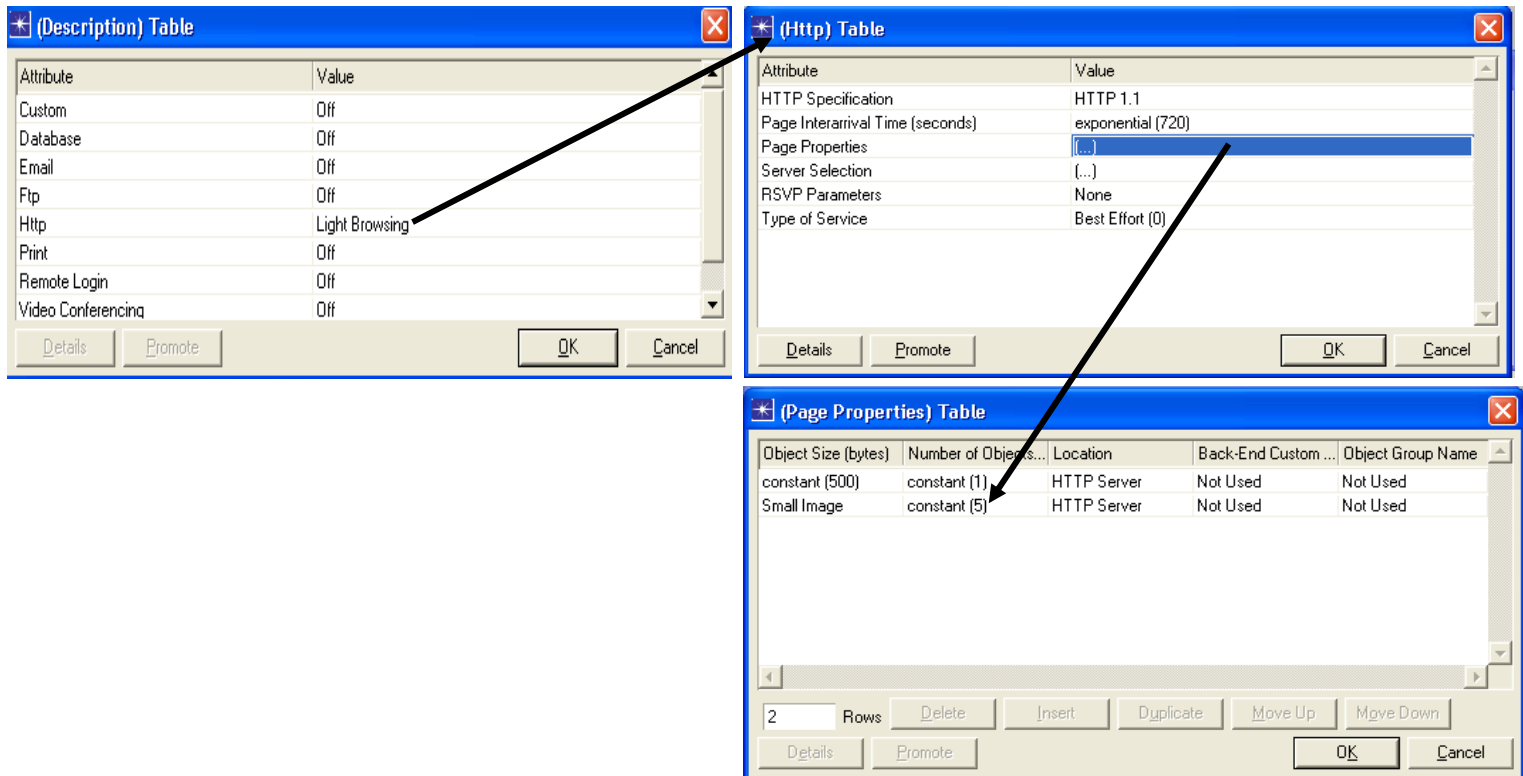 (Description) Table
Attribute Value
Custom Off
Database Off
Email Off
Ftp Off
Http Light Browsing
Print Off
Remote Login Off
Video Conferencing Off
Details Promote OK Cancel
(Http) Table
Attribute Value
HTTP Specification HTTP 1.1
Page Interarrival Time (seconds) exponential (720)
Page Properties (...)
Server Selection (...)
RSVP Parameters None
Type of Service Best Effort (0)
Details Promote OK Cancel
(Page Properties) Table
Object Size (bytes) Number of Objects... Location Back-End Custom ... Object Group Name
constant (500) constant (1) HTTP Server Not Used Not Used
Small Image constant (5) HTTP Server Not Used Not Used
2 Rows Delete Insert Duplicate Move Up Move Down
Details Promote OK Cancel